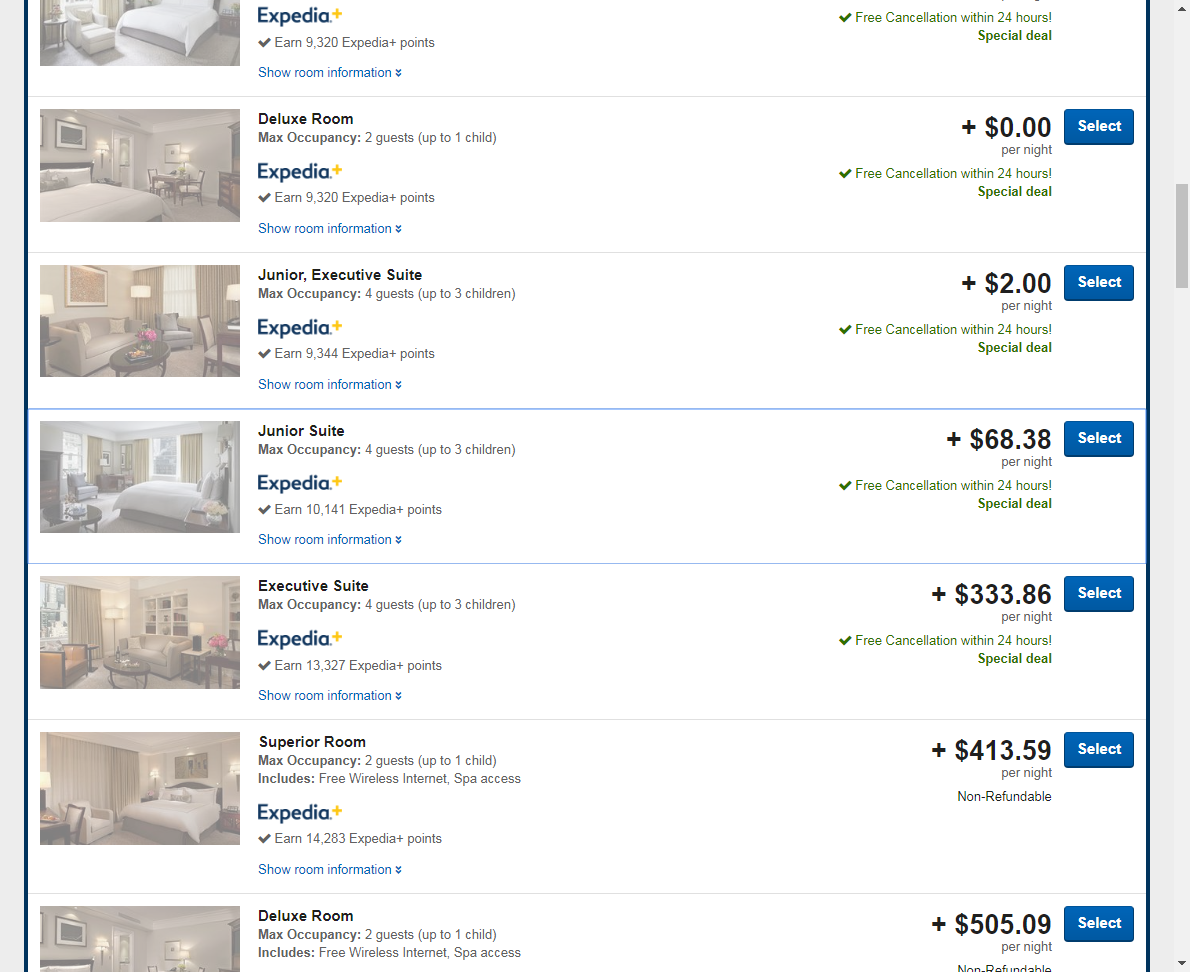 Expedia+
Earn 9,320 Expedia+ points
Show room information
Free Cancellation within 24 hours!
Special deal
Deluxe Room
Max Occupancy: 2 guests (up to 1 child)
Expedia+
Earn 9,320 Expedia+ points
Show room information
+ $0.00
per night
Free Cancellation within 24 hours!
Special deal
Select
Junior, Executive Suite
Max Occupancy: 4 guests (up to 3 children)
Expedia+
Earn 9,344 Expedia+ points
Show room information
+ $2.00
per night
Free Cancellation within 24 hours!
Special deal
Select
Junior Suite
Max Occupancy: 4 guests (up to 3 children)
Expedia+
Earn 10,141 Expedia+ points
Show room information
+ $68.38
per night
Free Cancellation within 24 hours!
Special deal
Select
Executive Suite
Max Occupancy: 4 guests (up to 3 children)
Expedia+
Earn 13,327 Expedia+ points
Show room information
+ $333.86
per night
Free Cancellation within 24 hours!
Special deal
Select
Superior Room
Max Occupancy: 2 guests (up to 1 child)
Includes: Free Wireless Internet, Spa access
Expedia+
Earn 14,283 Expedia+ points
Show room information
+ $413.59
per night
Non-Refundable
Select
Deluxe Room
Max Occupancy: 2 guests (up to 1 child)
Includes: Free Wireless Internet, Spa access
+ $505.09
per night
Non-Refundable
Select